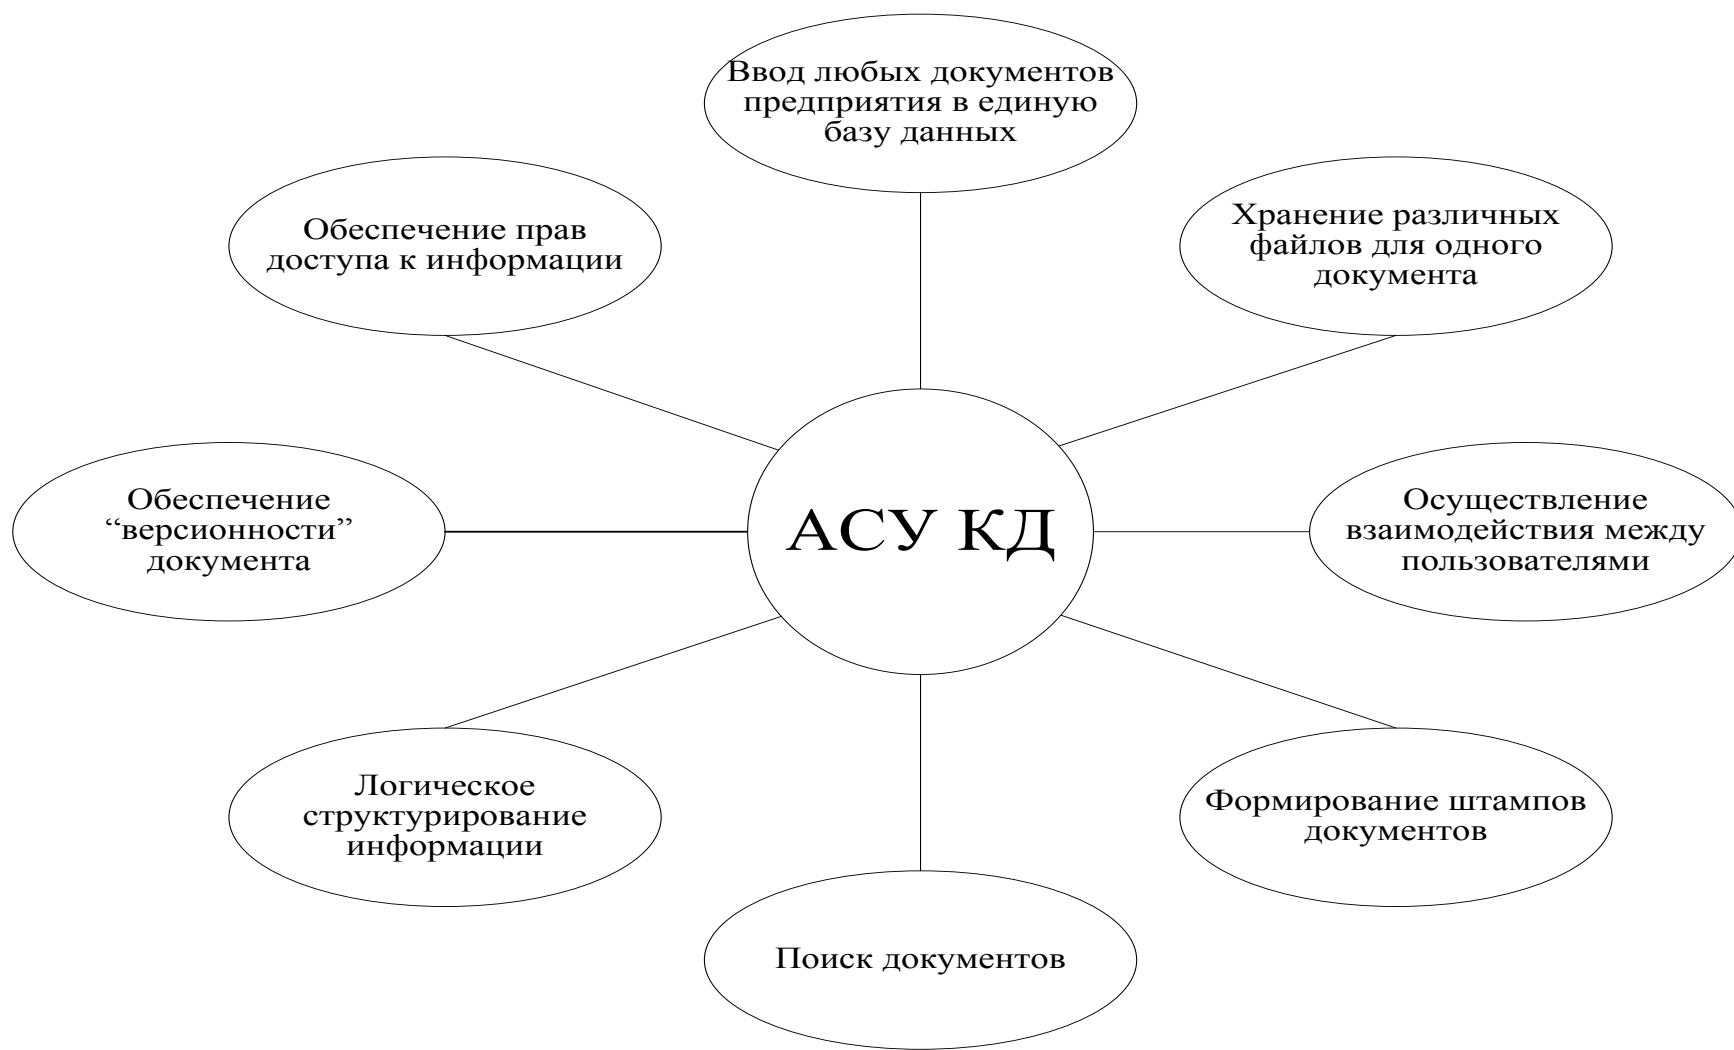 Ввод любых документов
предприятия в единую
базу данных
Обеспечение прав
доступа к информации
Хранение различных
файлов для одного
документа
Обеспечение
“версионности”
документа
АСУ КД
Осуществление
взаимодействия между
пользователями
Логическое
структурирование
информации
Формирование штампов
документов
Поиск документов